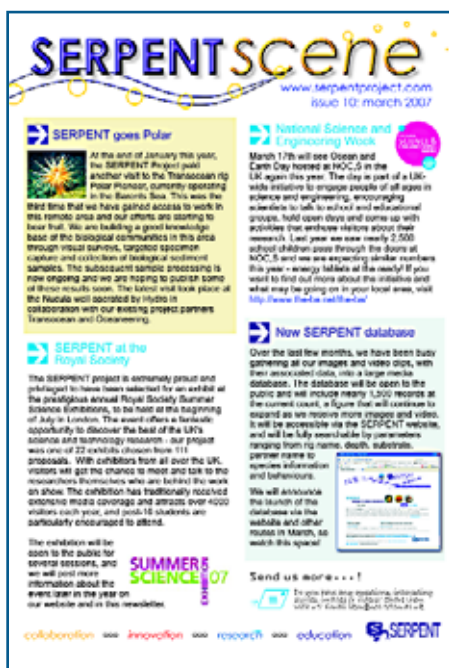 SERPENT scene
www.serpentproject.com
issue 10: march 2007
SERPENT goes Polar
At the end of January this year,
the SERPENT Project paid
another visit to the Transocean rig
Polar Pioneer, currently operating
in the Barents Sea. This was the
third time that we have gained access to work in
this remote area and our efforts are starting to
bear fruit. We are building a good knowledge
base of the biological communities in this area
through visual surveys, targeted specimen
capture and collection of biological sediment
samples. The subsequent sample processing is
now ongoing and we are hoping to publish some
of these results soon. The latest visit took place at
the Nucula well operated by Hydro in
collaboration with our existing project partners
Transocean and Oceaneering.
SERPENT at the
Royal Society
The SERPENT project is extremely proud and
privileged to have been selected for an exhibit at
the prestigious annual Royal Society Summer
Science Exhibitions, to be held at the beginning
of July in London. The event offers a fantastic
opportunity to discover the best of the UK's
science and technology research - our project
was one of 22 exhibits chosen from 111
proposals. With exhibitors from all over the UK,
visitors will get the chance to meet and talk to the
researchers themselves who are behind the work
on show. The exhibition has traditionally received
extensive media coverage and attracts over 4000
visitors each year, and post-16 students are
particularly encouraged to attend.
The exhibition will be
open to the public for
several sessions, and
we will post more
information about the
event later in the year on
our website and in this newsletter.
SUMMER
SCIENCE
EXHIBITION
07
National Science and
Engineering Week
March 17th will see Ocean and
Earth Day hosted at NOC,S in the
UK again this year. The day is part of a UK-
wide initiative to engage people of all ages in
science and engineering, encouraging
scientists to talk to school and educational
groups, hold open days and come up with
activities that enthuse visitors about their
research. Last year we saw nearly 2,500
school children pass through the doors at
NOC,S and we are expecting similar numbers
this year - energy tablets at the ready! If you
want to find out more about the initiative and
what may be going on in your local area, visit
New SERPENT database
Over the last few months, we have been busy
gathering all our images and video clips, with
their associated data, into a large media
database. The database will be open to the
public and will include nearly 1,500 records at
the current count, a figure that will continue to
expand as we receive more images and video.
It will be accessible via the SERPENT website,
and will be fully searchable by parameters
ranging from rig name, depth, substrate,
partner name to
species information
and behaviours.
We will announce
the launch of the
database via the
website and other
routes in March, so
watch this space!
Send us more...!
collaboration innovation research education
SERPENT